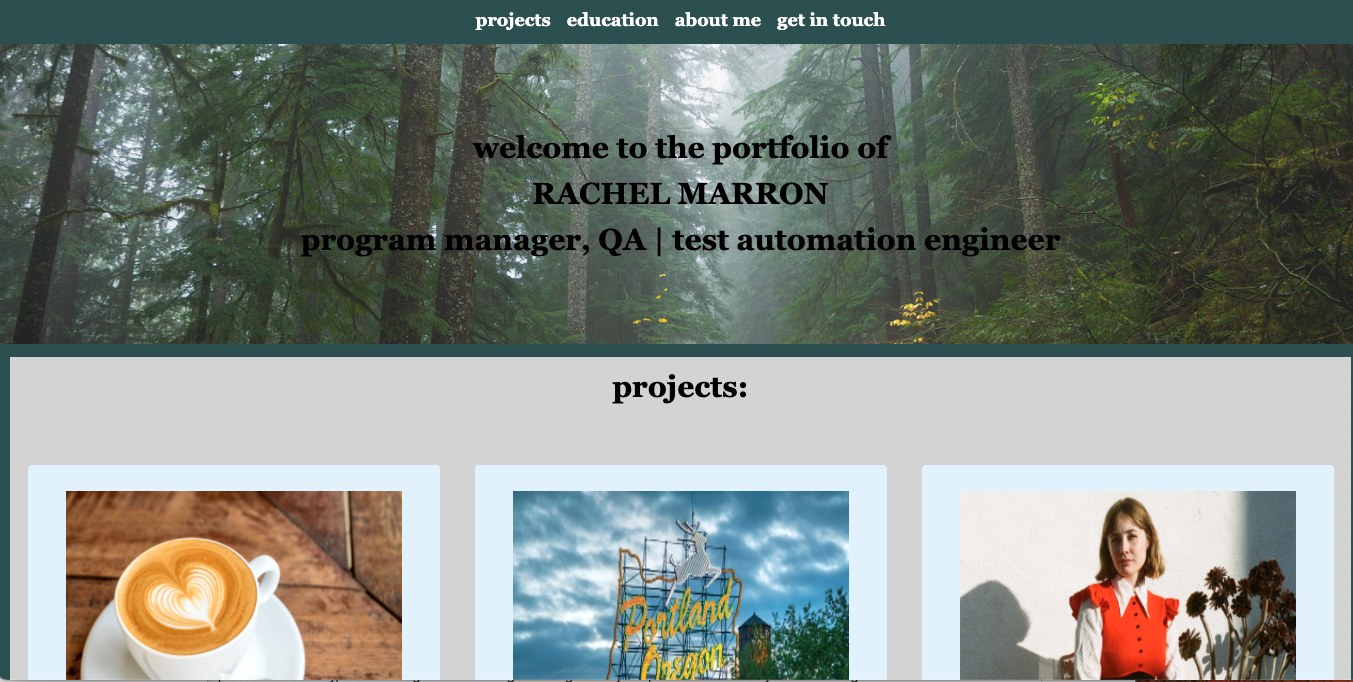 projects education about me get in touch
welcome to the portfolio of
RACHEL MARRON
program manager, QA | test automation engineer
projects:
Portland
Oregon